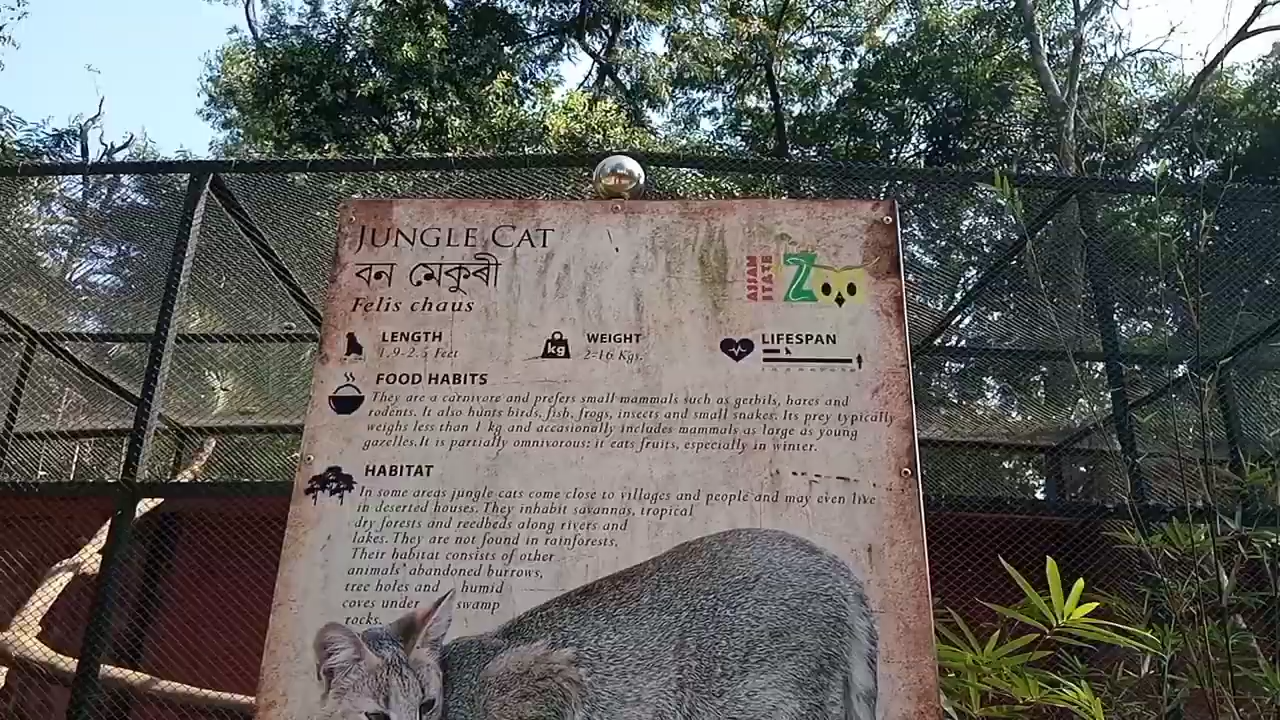 JUNGLE CAT
বন মেকুৰী
Felis chaus
ASSAM STATE ZOO
LENGTH
1.9-2.5 Feet
WEIGHT
2-16 Kgs.
LIFESPAN
FOOD HABITS
They are a carnivore and prefers small mammals such as gerbils, hares and
rodents. It also hunts birds, fish, frogs, insects and small snakes. Its prey typically
weighs less than 1 kg and occasionally includes mammals as large as young
gazelles.It is partially omnivorous: it eats fruits, especially in winter.
HABITAT
In some areas jungle cats come close to villages and people and may even live
in deserted houses. They inhabit savannas, tropical
dry forests and reedbeds along rivers and
lakes. They are not found in rainforests,
Their habitat consists of other
animals' abandoned burrows,
tree holes and humid
coves under swamp
rocks.
kg